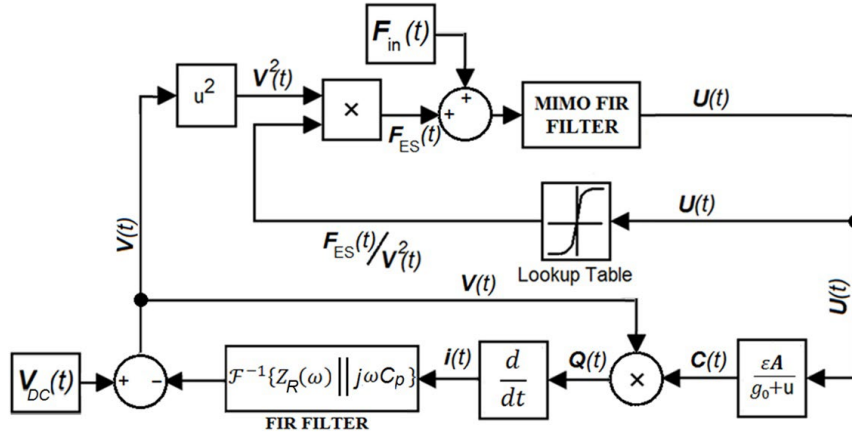 F_in(t)
u²
V²(t)
×
F_ES(t)
+
+
MIMO FIR
FILTER
U(t)
V(t)
F_ES(t)/V²(t)
Lookup Table
U(t)
V(t)
U(t)
V_DC(t)
+
−
ℱ⁻¹{Z_R(ω) || jωC_p}
FIR FILTER
i(t)
d
dt
Q(t)
×
C(t)
εA
g₀+u